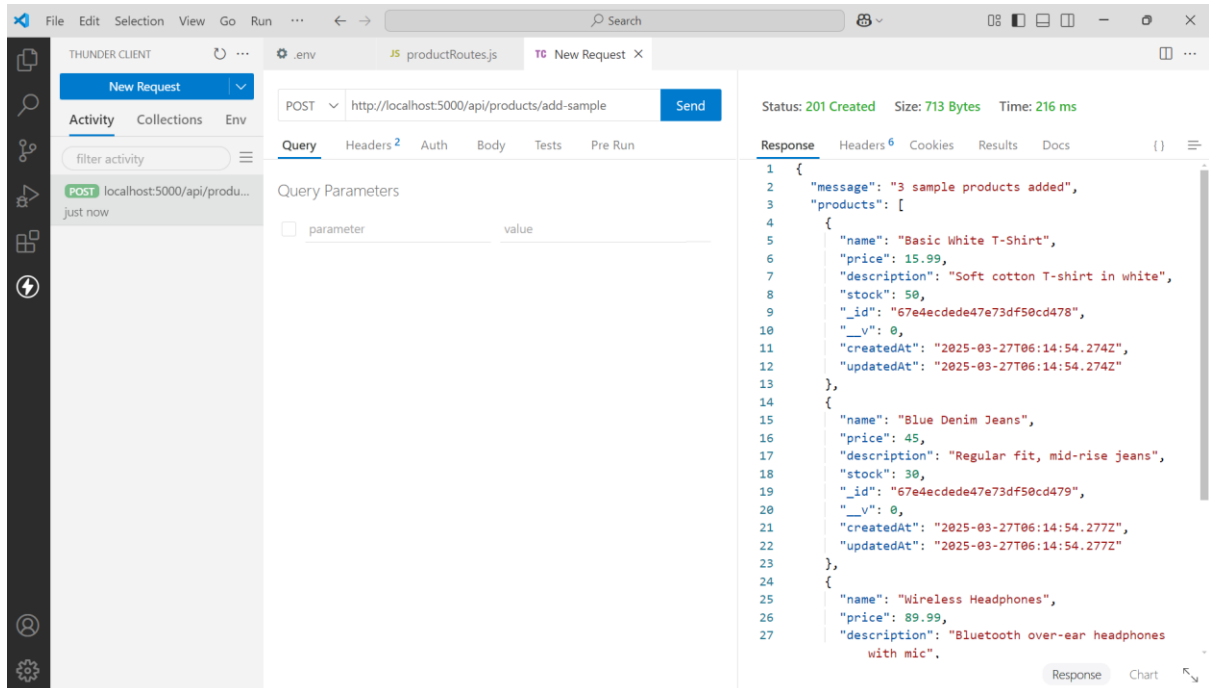 File Edit Selection View Go Run ... Search
THUNDER CLIENT ... .env JS productRoutes.js TC New Request
New Request
Activity Collections Env
filter activity
POST localhost:5000/api/produ...
just now
POST http://localhost:5000/api/products/add-sample Send
Query Headers 2 Auth Body Tests Pre Run
Query Parameters
parameter value
Status: 201 Created Size: 713 Bytes Time: 216 ms
Response Headers 6 Cookies Results Docs { }
1 {
2 "message": "3 sample products added",
3 "products": [
4 {
5 "name": "Basic White T-Shirt",
6 "price": 15.99,
7 "description": "Soft cotton T-shirt in white",
8 "stock": 50,
9 "_id": "67e4ecdede47e73df50cd478",
10 "__v": 0,
11 "createdAt": "2025-03-27T06:14:54.274Z",
12 "updatedAt": "2025-03-27T06:14:54.274Z"
13 },
14 {
15 "name": "Blue Denim Jeans",
16 "price": 45,
17 "description": "Regular fit, mid-rise jeans",
18 "stock": 30,
19 "_id": "67e4ecdede47e73df50cd479",
20 "__v": 0,
21 "createdAt": "2025-03-27T06:14:54.277Z",
22 "updatedAt": "2025-03-27T06:14:54.277Z"
23 },
24 {
25 "name": "Wireless Headphones",
26 "price": 89.99,
27 "description": "Bluetooth over-ear headphones
with mic",
Response Chart